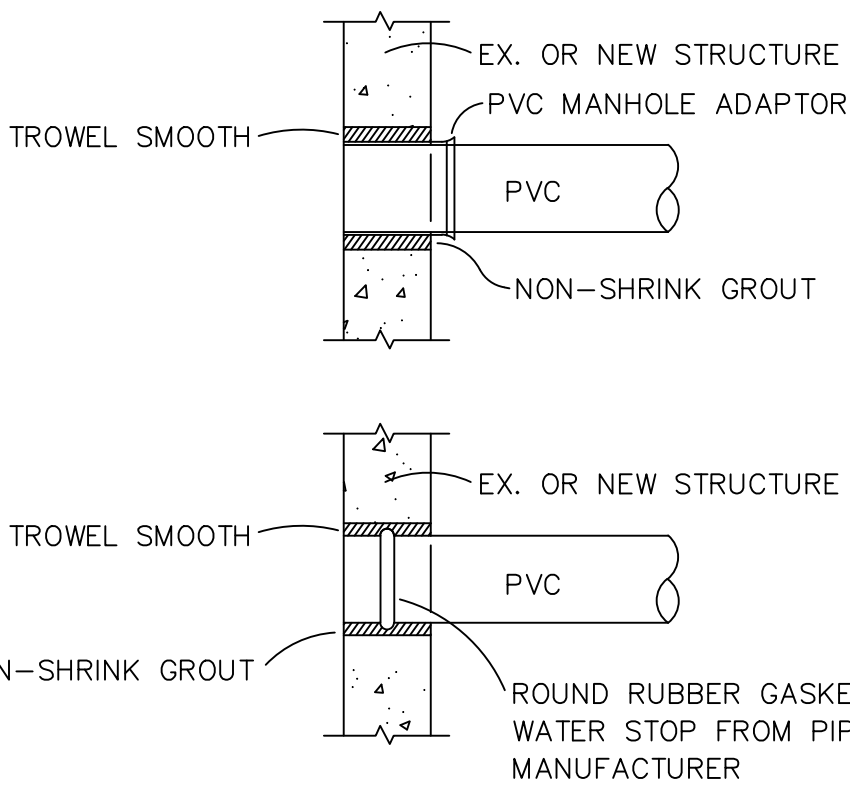 EX. OR NEW STRUCTURE
PVC MANHOLE ADAPTOR
TROWEL SMOOTH
PVC
NON-SHRINK GROUT
EX. OR NEW STRUCTURE
TROWEL SMOOTH
PVC
N-SHRINK GROUT
ROUND RUBBER GASKE
WATER STOP FROM PIP
MANUFACTURER